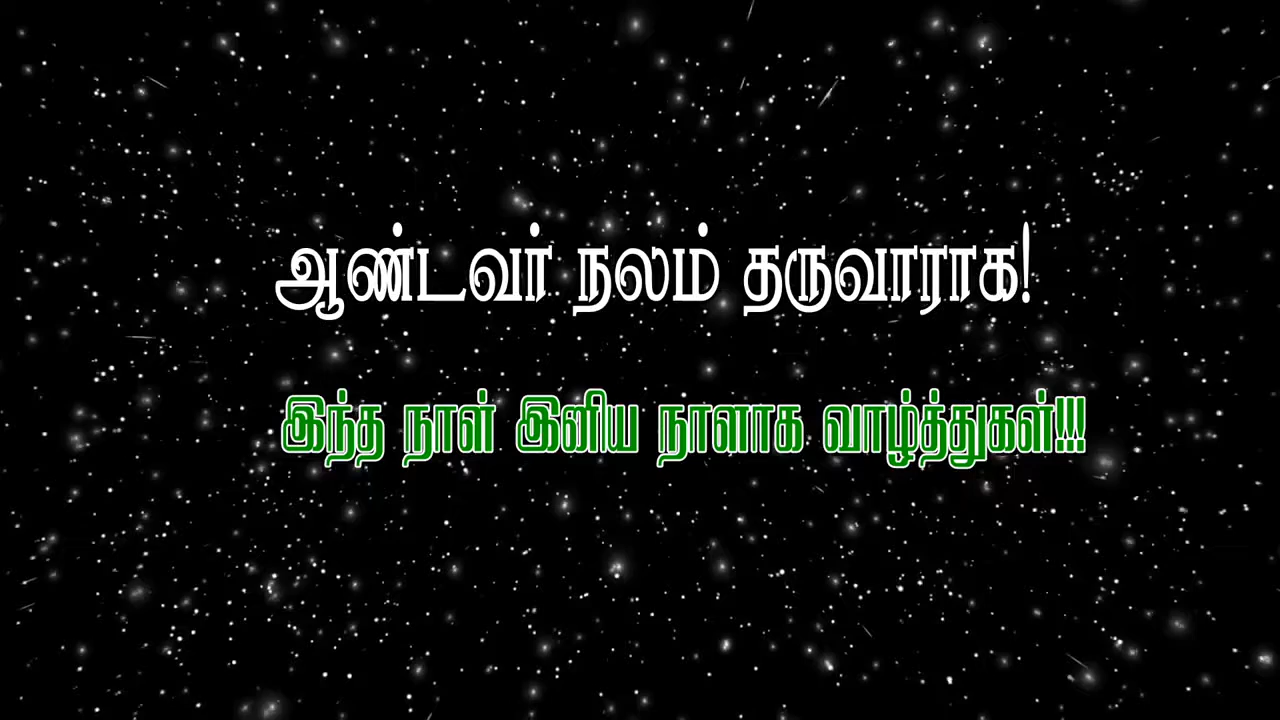 ஆண்டவர் நலம் தருவாராக!
இந்த நாள் இனிய நாளாக வாழ்த்துகள்!!!